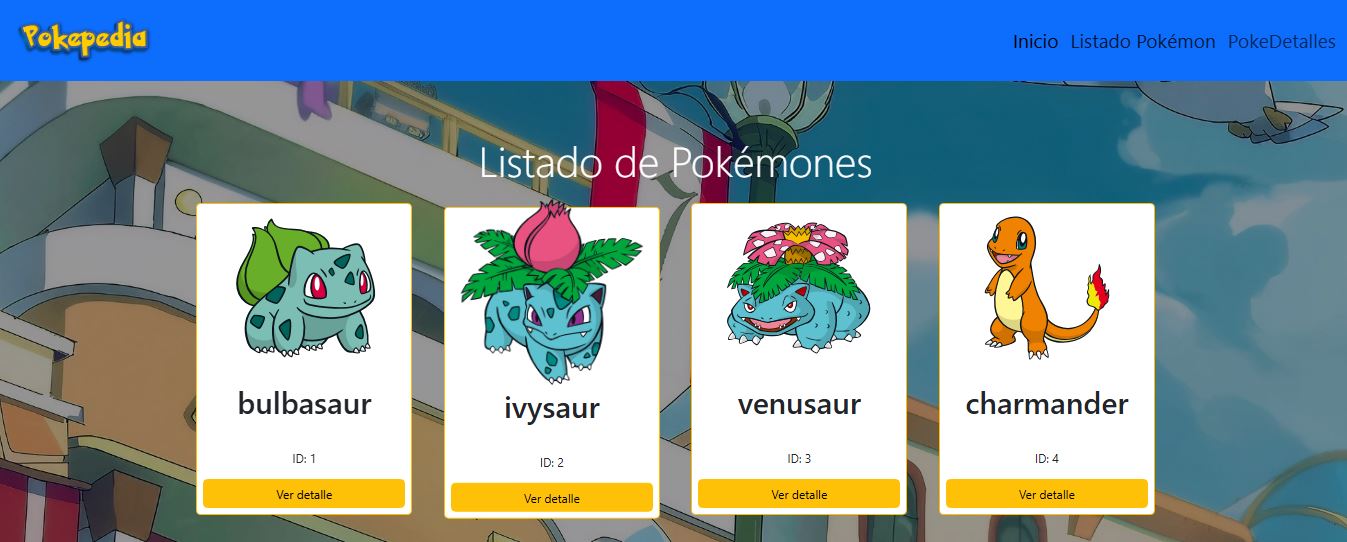 Pokepedia
Inicio Listado Pokémon PokeDetalles
Listado de Pokémones
bulbasaur
ID: 1
Ver detalle
ivysaur
ID: 2
Ver detalle
venusaur
ID: 3
Ver detalle
charmander
ID: 4
Ver detalle